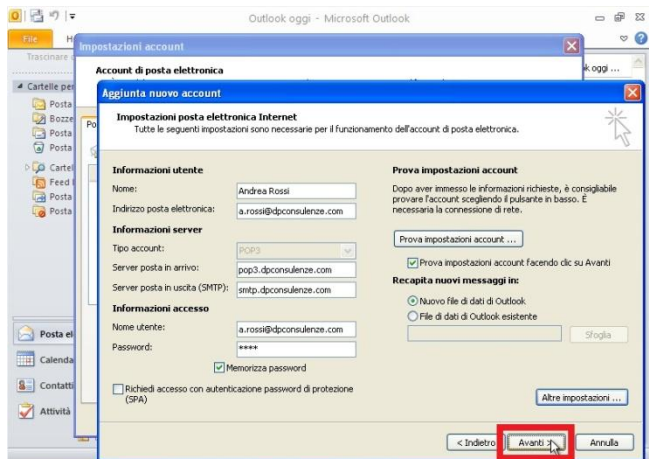 Outlook oggi - Microsoft Outlook
File
Impostazioni account
Trascinare
Account di posta elettronica
oggi ...
Cartelle per
Aggiunta nuovo account
Posta
Bozze
Posta
Posta
Cartel
Feed
Posta
Posta
Impostazioni posta elettronica Internet
Tutte le seguenti impostazioni sono necessarie per il funzionamento dell'account di posta elettronica.
Informazioni utente
Nome: Andrea Rossi
Indirizzo posta elettronica: a.rossi@dpconsulenze.com
Informazioni server
Tipo account: POP3
Server posta in arrivo: pop3.dpconsulenze.com
Server posta in uscita (SMTP): smtp.dpconsulenze.com
Informazioni accesso
Nome utente: a.rossi@dpconsulenze.com
Password: ****
Memorizza password
Richiedi accesso con autenticazione password di protezione
(SPA)
Prova impostazioni account
Dopo aver immesso le informazioni richieste, è consigliabile
provare l'account scegliendo il pulsante in basso. È
necessaria la connessione di rete.
Prova impostazioni account ...
Prova impostazioni account facendo clic su Avanti
Recapita nuovi messaggi in:
Nuovo file di dati di Outlook
File di dati di Outlook esistente
Sfoglia
Altre impostazioni ...
Posta el
Calenda
Contatti
Attività
< Indietro
Avanti >
Annulla